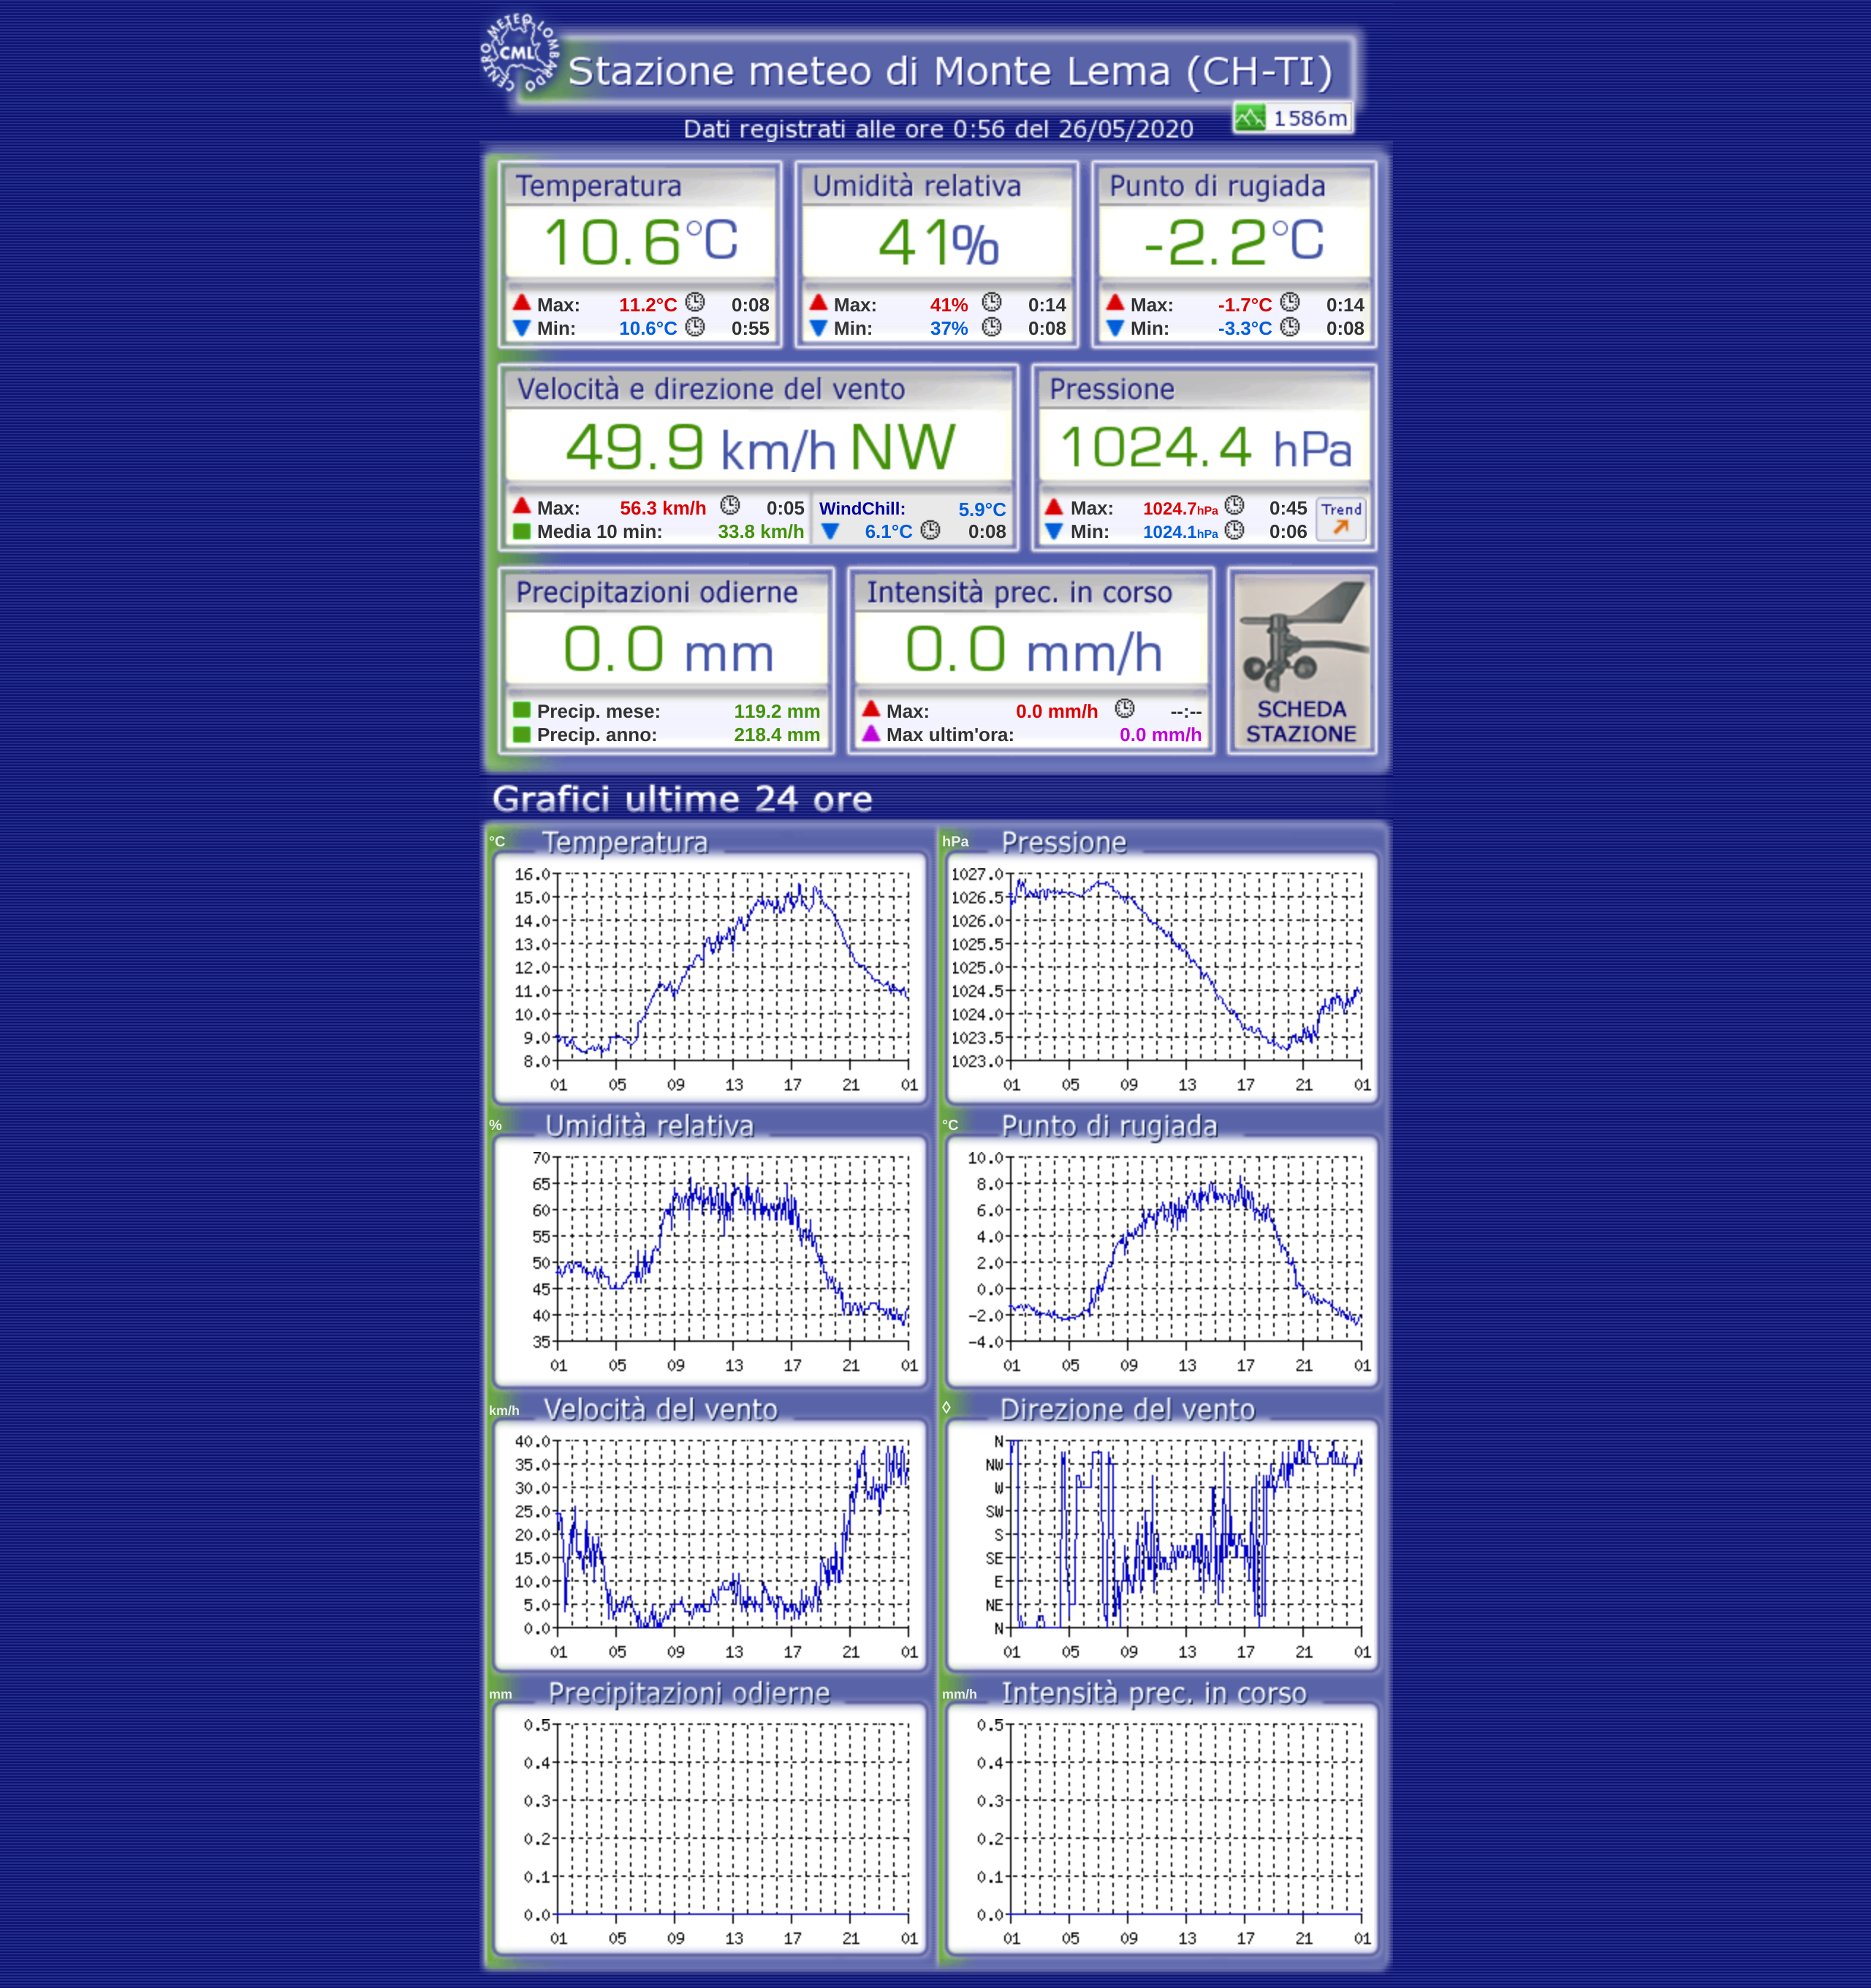 CENTRO METEO LOMBARDO
CML
Stazione meteo di Monte Lema (CH-TI)
1586m
Dati registrati alle ore 0:56 del 26/05/2020
Temperatura
10.6°C
Max: 11.2°C 0:08
Min: 10.6°C 0:55
Umidità relativa
41%
Max: 41% 0:14
Min: 37% 0:08
Punto di rugiada
-2.2°C
Max: -1.7°C 0:14
Min: -3.3°C 0:08
Velocità e direzione del vento
49.9 km/h NW
Max: 56.3 km/h 0:05
Media 10 min: 33.8 km/h
WindChill: 5.9°C
6.1°C 0:08
Pressione
1024.4 hPa
Max: 1024.7hPa 0:45
Min: 1024.1hPa 0:06
Trend
Precipitazioni odierne
0.0 mm
Precip. mese: 119.2 mm
Precip. anno: 218.4 mm
Intensità prec. in corso
0.0 mm/h
Max: 0.0 mm/h --:--
Max ultim'ora: 0.0 mm/h
SCHEDA
STAZIONE
Grafici ultime 24 ore
°C Temperatura
16.0
15.0
14.0
13.0
12.0
11.0
10.0
9.0
8.0
01 05 09 13 17 21 01
hPa Pressione
1027.0
1026.5
1026.0
1025.5
1025.0
1024.5
1024.0
1023.5
1023.0
01 05 09 13 17 21 01
% Umidità relativa
70
65
60
55
50
45
40
35
01 05 09 13 17 21 01
°C Punto di rugiada
10.0
8.0
6.0
4.0
2.0
0.0
-2.0
-4.0
01 05 09 13 17 21 01
km/h Velocità del vento
40.0
35.0
30.0
25.0
20.0
15.0
10.0
5.0
0.0
01 05 09 13 17 21 01
◊ Direzione del vento
N
NW
W
SW
S
SE
E
NE
N
01 05 09 13 17 21 01
mm Precipitazioni odierne
0.5
0.4
0.3
0.2
0.1
0.0
01 05 09 13 17 21 01
mm/h Intensità prec. in corso
0.5
0.4
0.3
0.2
0.1
0.0
01 05 09 13 17 21 01